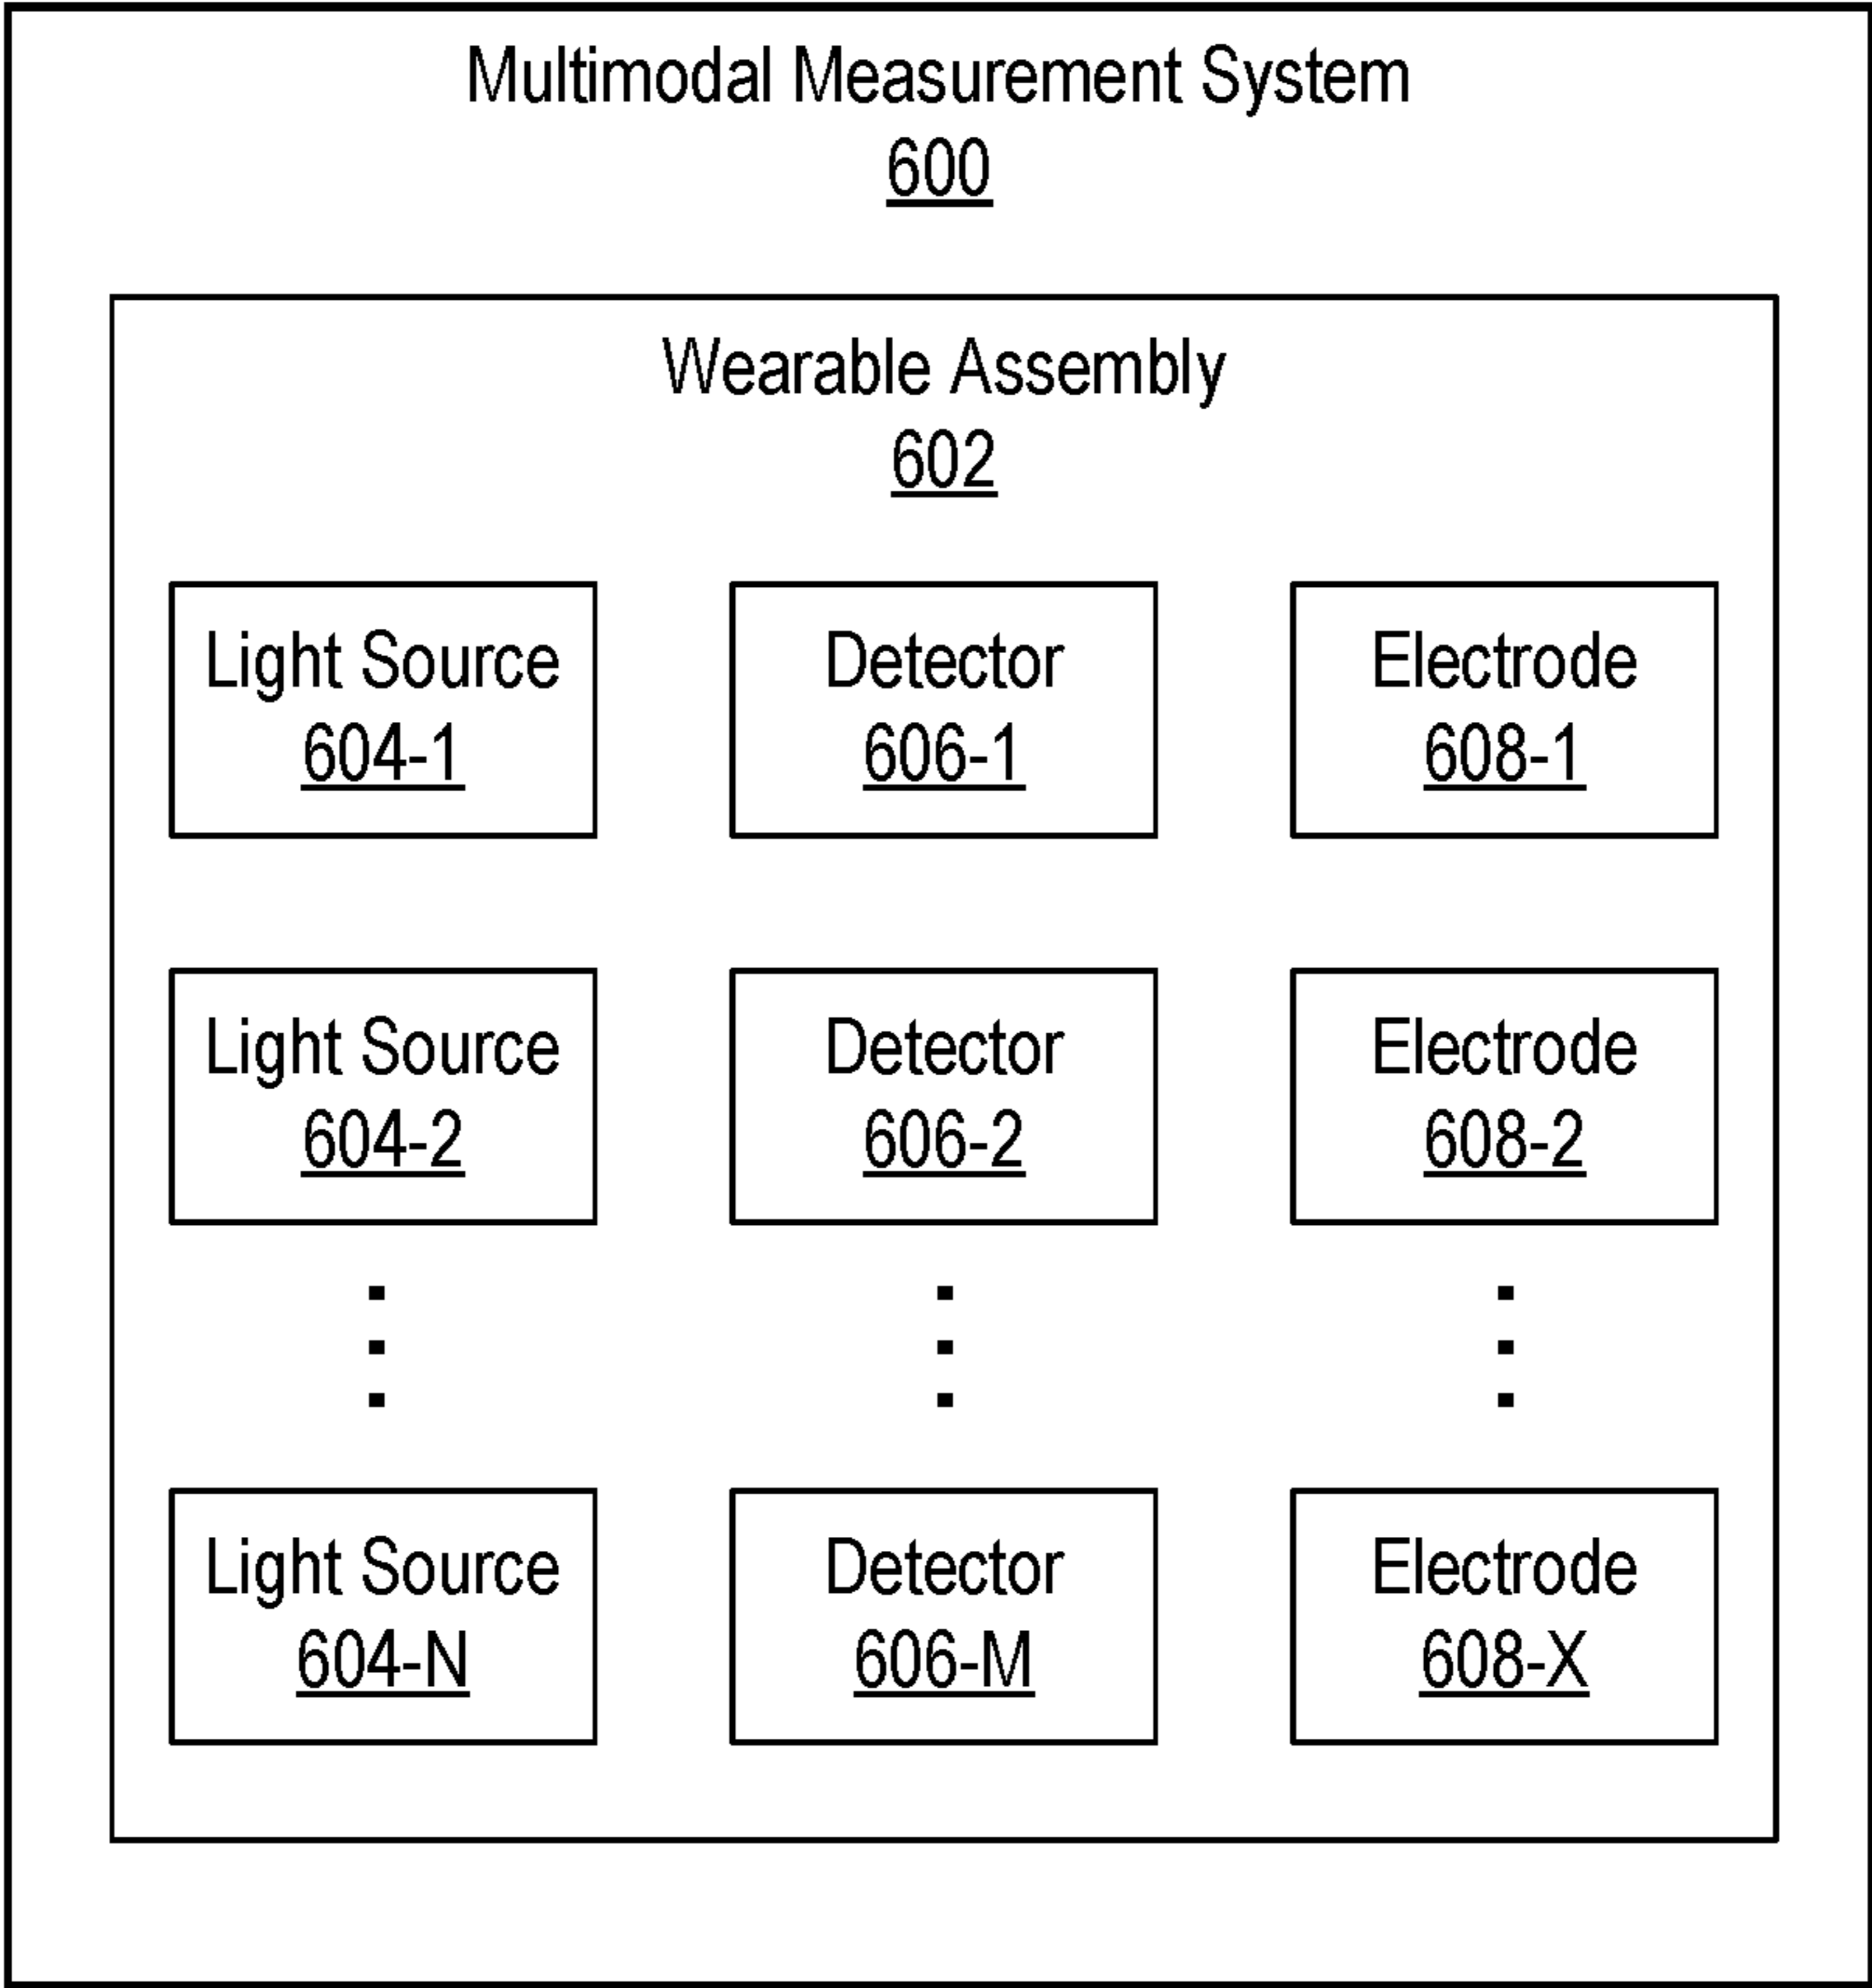 Multimodal Measurement System
600
Wearable Assembly
602
Light Source
604-1
Detector
606-1
Electrode
608-1
Light Source
604-2
Detector
606-2
Electrode
608-2
Light Source
604-N
Detector
606-M
Electrode
608-X